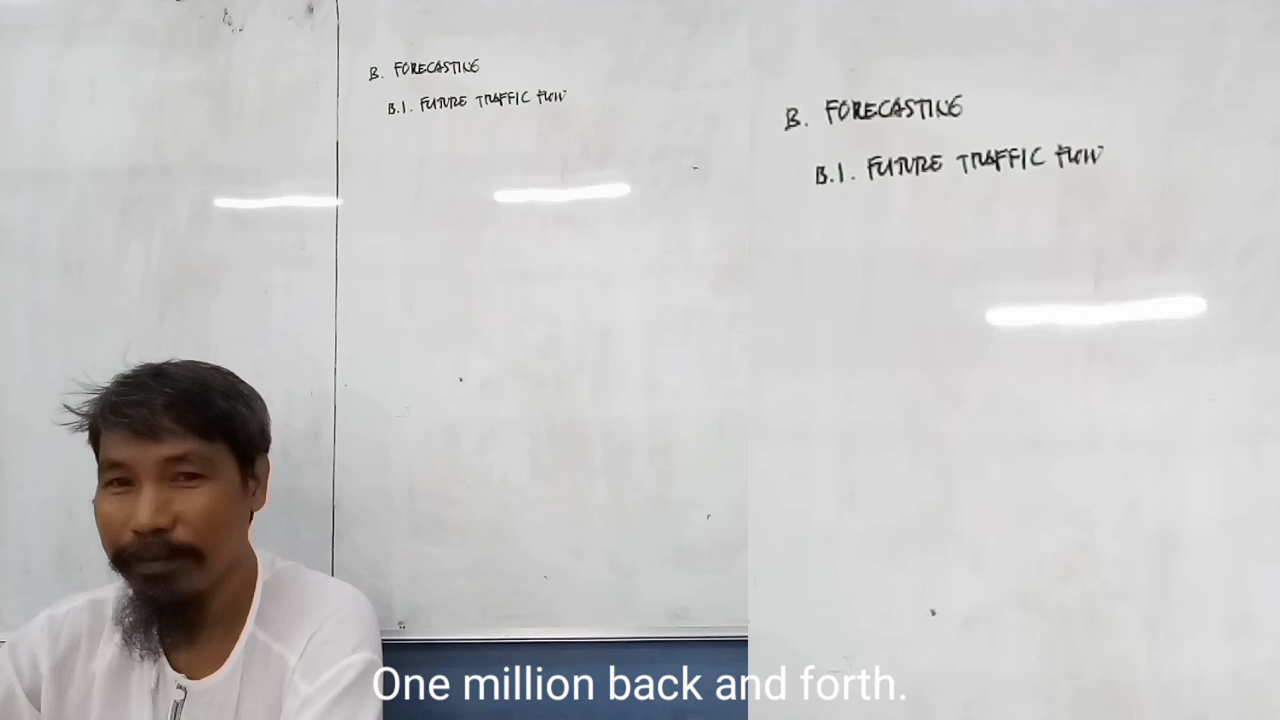 B. FORECASTING
B.1. FUTURE TRAFFIC FLOW
B. FORECASTING
B.1. FUTURE TRAFFIC FLOW
One million back and forth.